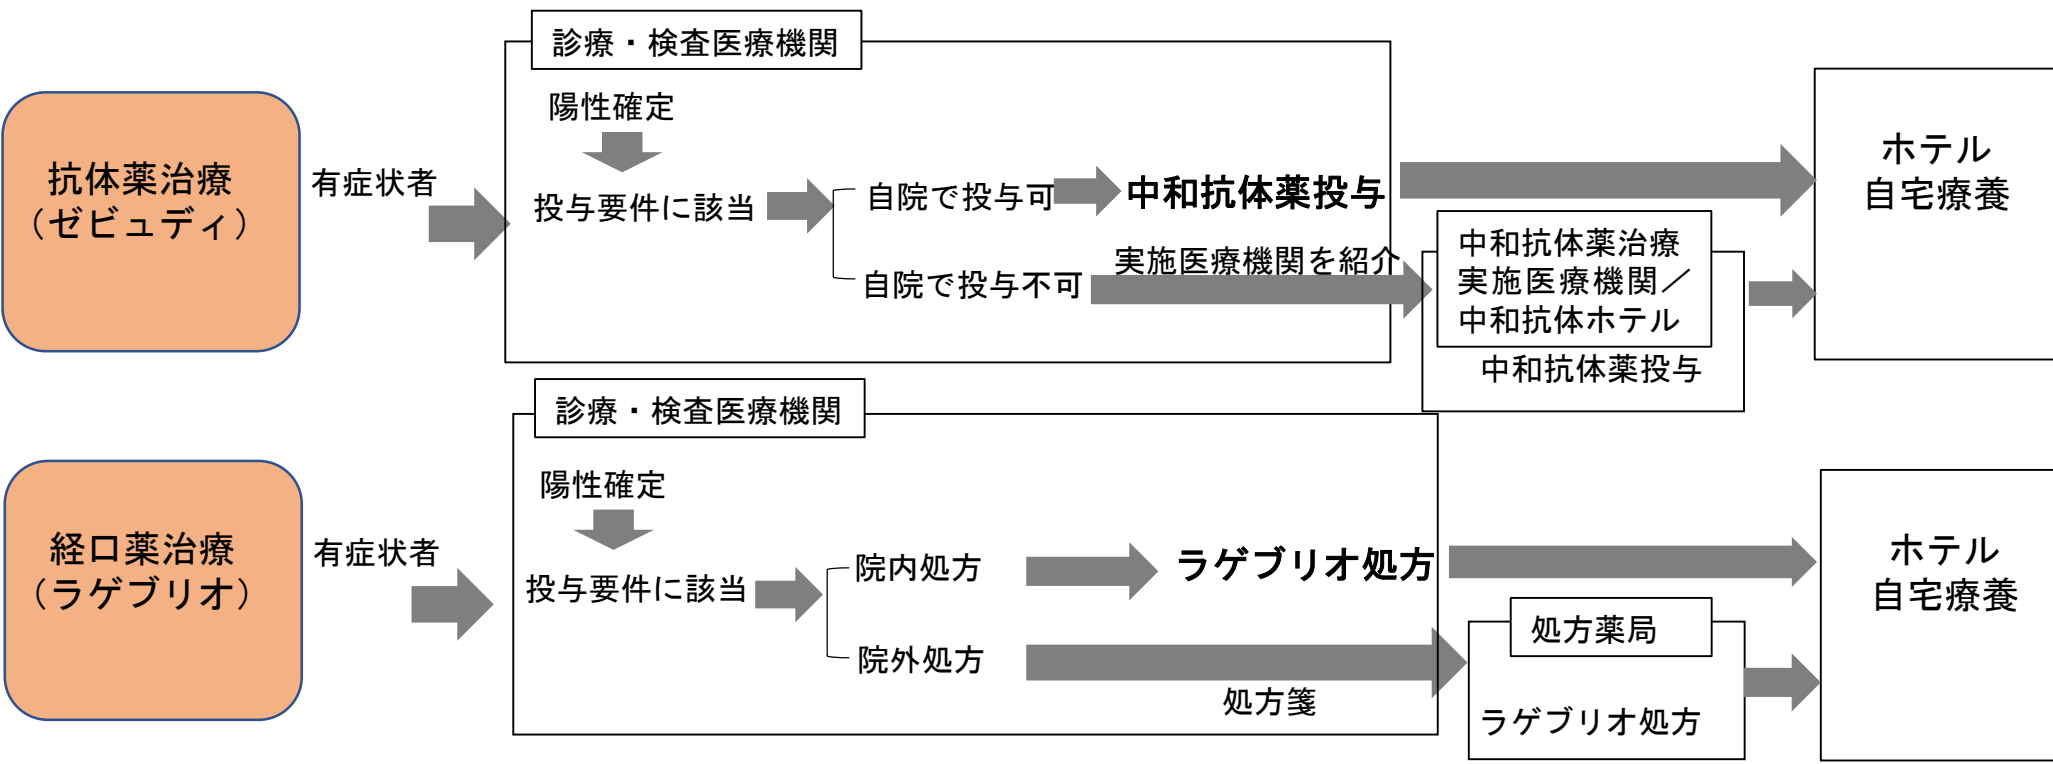 診療・検査医療機関
陽性確定
抗体薬治療
（ゼビュディ）
有症状者
投与要件に該当
自院で投与可
中和抗体薬投与
自院で投与不可
実施医療機関を紹介
中和抗体薬治療
実施医療機関／
中和抗体ホテル
中和抗体薬投与
ホテル
自宅療養
診療・検査医療機関
陽性確定
経口薬治療
（ラゲブリオ）
有症状者
投与要件に該当
院内処方
ラゲブリオ処方
院外処方
処方箋
処方薬局
ラゲブリオ処方
ホテル
自宅療養